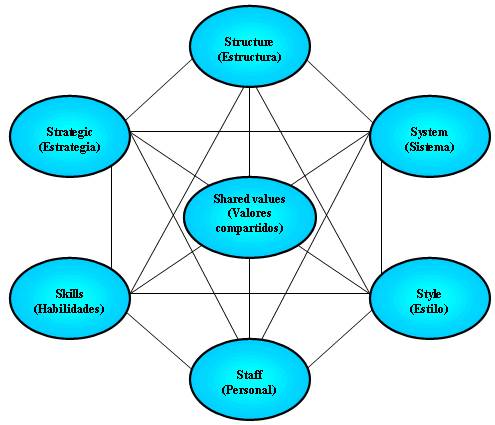 Structure
(Estructura)
Strategic
(Estrategia)
System
(Sistema)
Shared values
(Valores
compartidos)
Skills
(Habilidades)
Style
(Estilo)
Staff
(Personal)